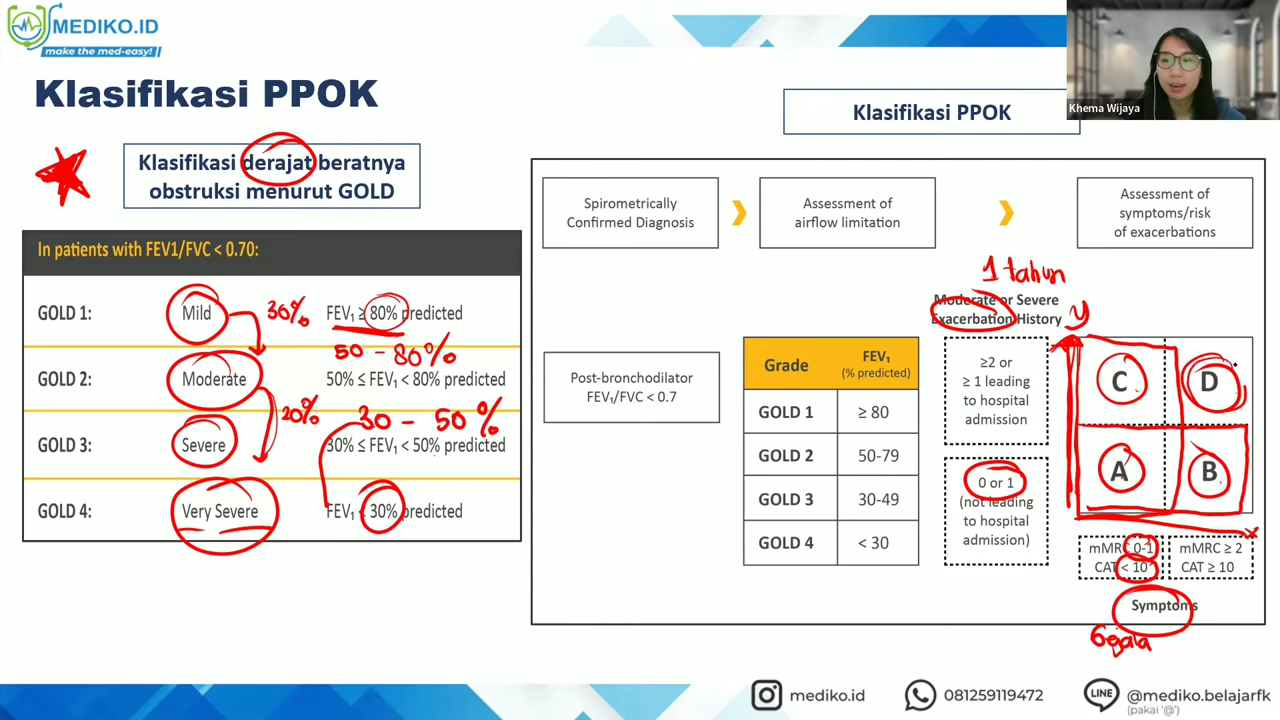 MEDIKO.ID
make the med-easy!
Khema Wijaya
Klasifikasi PPOK
Klasifikasi derajat beratnya
obstruksi menurut GOLD
In patients with FEV1/FVC < 0.70:
GOLD 1: Mild FEV₁ ≥ 80% predicted
30%
50 - 80%
GOLD 2: Moderate 50% ≤ FEV₁ < 80% predicted
20%
30 - 50%
GOLD 3: Severe 30% ≤ FEV₁ < 50% predicted
GOLD 4: Very Severe FEV₁ < 30% predicted
Klasifikasi PPOK
Spirometrically
Confirmed Diagnosis
Assessment of
airflow limitation
Assessment of
symptoms/risk
of exacerbations
Post-bronchodilator
FEV₁/FVC < 0.7
Grade FEV₁
(% predicted)
GOLD 1 ≥ 80
GOLD 2 50-79
GOLD 3 30-49
GOLD 4 < 30
1 tahun
Moderate or Severe
Exacerbation History
y
≥2 or
≥ 1 leading
to hospital
admission
0 or 1
(not leading
to hospital
admission)
C D
A B
x
mMRC 0-1
CAT < 10
mMRC ≥ 2
CAT ≥ 10
Symptoms
Gejala
mediko.id
081259119472
LINE
@mediko.belajarfk
(pakai '@')